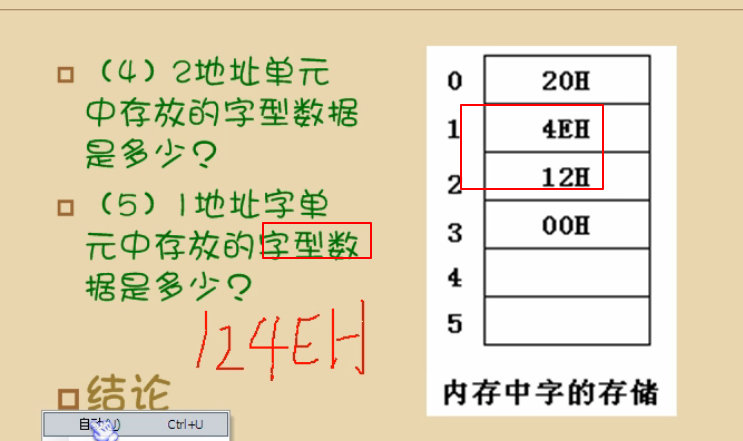 （4）2地址单元
中存放的字型数据
是多少？
（5）1地址字单
元中存放的字型数
据是多少？
124EH
结论
自动(U) Ctrl+U
0 20H
1 4EH
2 12H
3 00H
4
5
内存中字的存储